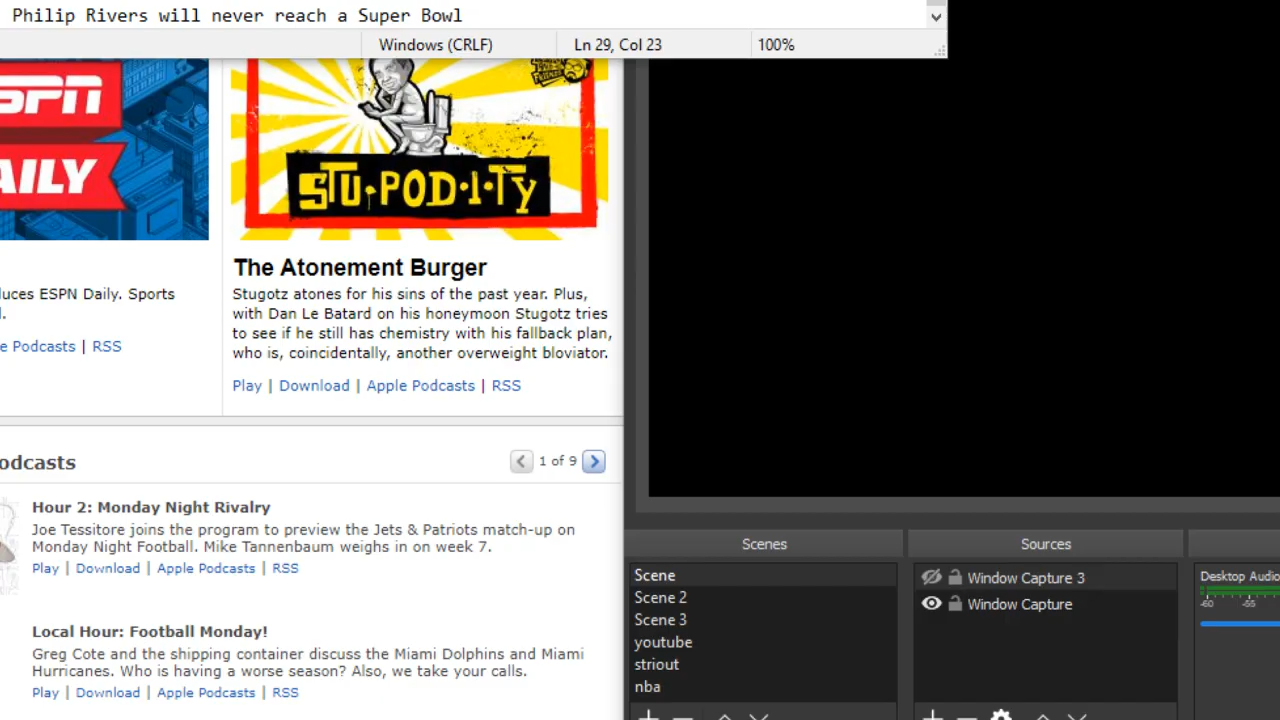 Philip Rivers will never reach a Super Bowl
Windows (CRLF)
Ln 29, Col 23
100%
SPN
AILY
STU·POD·I·TY
The Atonement Burger
Stugotz atones for his sins of the past year. Plus,
with Dan Le Batard on his honeymoon Stugotz tries
to see if he still has chemistry with his fallback plan,
who is, coincidentally, another overweight bloviator.
Play | Download | Apple Podcasts | RSS
uces ESPN Daily. Sports
e Podcasts | RSS
odcasts
1 of 9
Hour 2: Monday Night Rivalry
Joe Tessitore joins the program to preview the Jets & Patriots match-up on
Monday Night Football. Mike Tannenbaum weighs in on week 7.
Play | Download | Apple Podcasts | RSS
Local Hour: Football Monday!
Greg Cote and the shipping container discuss the Miami Dolphins and Miami
Hurricanes. Who is having a worse season? Also, we take your calls.
Play | Download | Apple Podcasts | RSS
Scenes
Scene
Scene 2
Scene 3
youtube
striout
nba
Sources
Window Capture 3
Window Capture
Desktop Audio
-60 -55